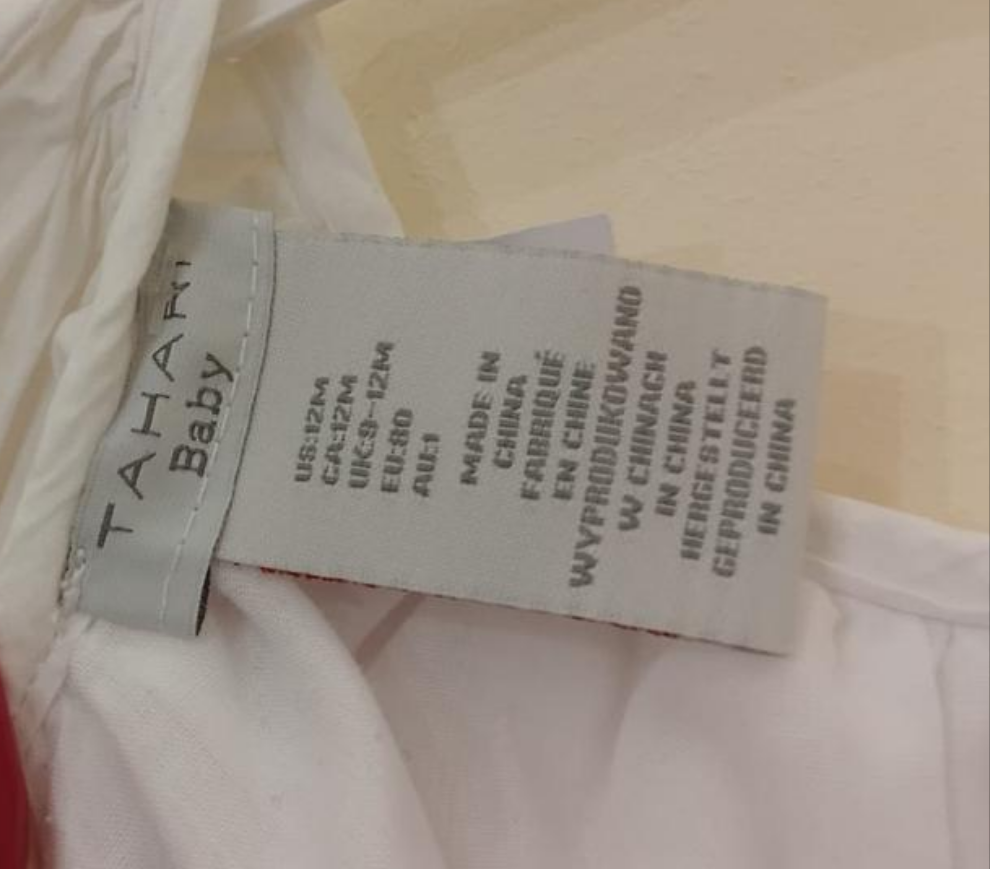 TAHARI
Baby
US:12M
CA:12M
UK:9-12M
EU:80
AU:1
MADE IN
CHINA
FABRIQUÉ
EN CHINE
WYPRODUKOWANO
W CHINACH
IN CHINA
HERGESTELLT
GEPRODUCEERD
IN CHINA